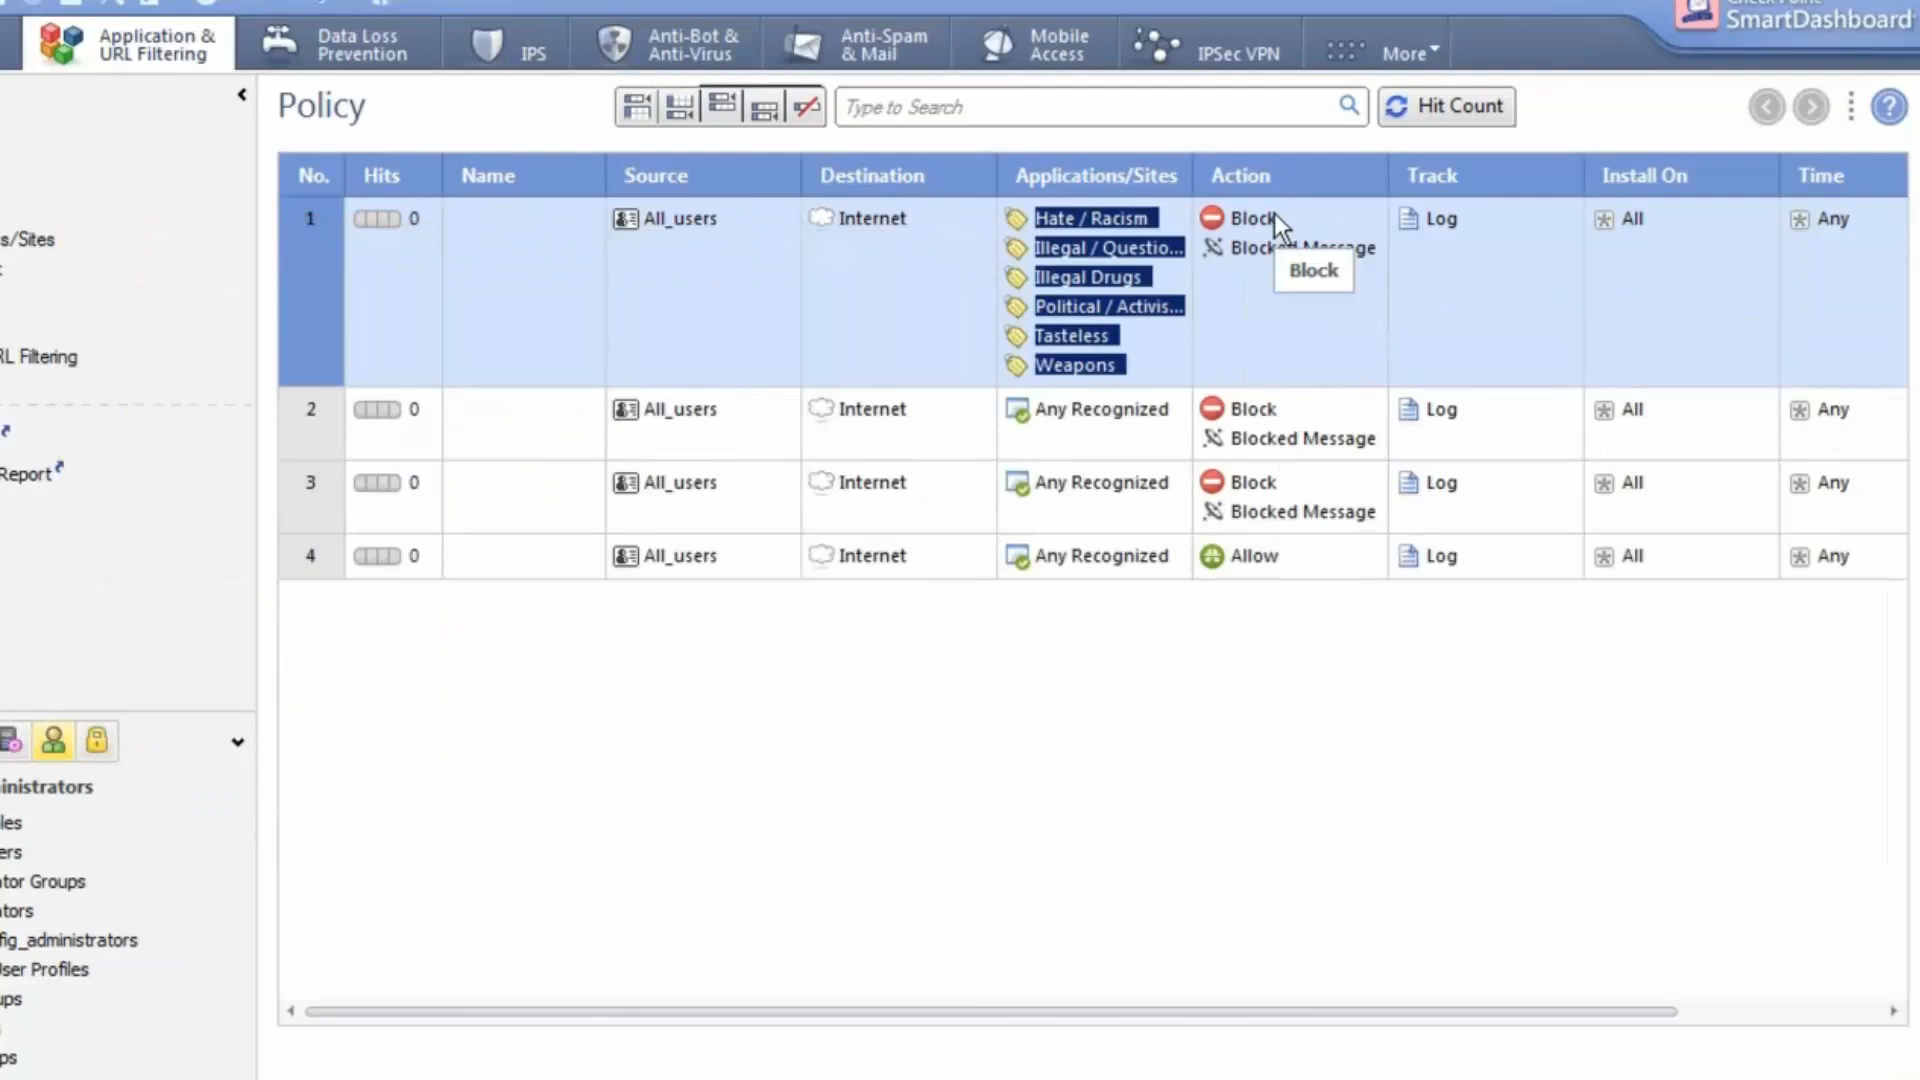 Check Point
SmartDashboard
Application &
URL Filtering
Data Loss
Prevention
IPS
Anti-Bot &
Anti-Virus
Anti-Spam
& Mail
Mobile
Access
IPSec VPN
More
Policy
Type to Search
Hit Count
?
No. Hits Name Source Destination Applications/Sites Action Track Install On Time
1 0 All_users Internet Hate / Racism Block Log All Any
Illegal / Questio... Blocked Message
Block
Illegal Drugs
Political / Activis...
Tasteless
Weapons
2 0 All_users Internet Any Recognized Block Log All Any
Blocked Message
3 0 All_users Internet Any Recognized Block Log All Any
Blocked Message
4 0 All_users Internet Any Recognized Allow Log All Any
s/Sites
RL Filtering
Report
inistrators
les
ers
ator Groups
ators
fig_administrators
User Profiles
ups
ps